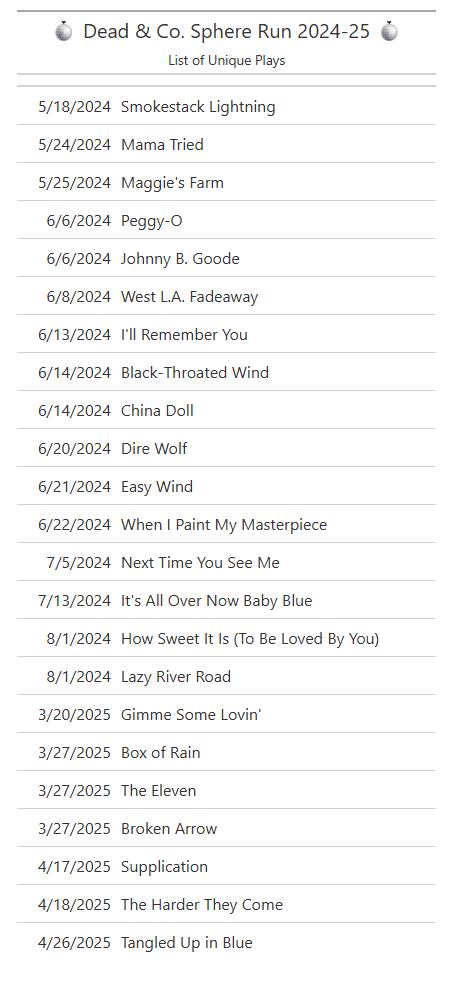 Dead & Co. Sphere Run 2024-25
List of Unique Plays
5/18/2024 Smokestack Lightning
5/24/2024 Mama Tried
5/25/2024 Maggie's Farm
6/6/2024 Peggy-O
6/6/2024 Johnny B. Goode
6/8/2024 West L.A. Fadeaway
6/13/2024 I'll Remember You
6/14/2024 Black-Throated Wind
6/14/2024 China Doll
6/20/2024 Dire Wolf
6/21/2024 Easy Wind
6/22/2024 When I Paint My Masterpiece
7/5/2024 Next Time You See Me
7/13/2024 It's All Over Now Baby Blue
8/1/2024 How Sweet It Is (To Be Loved By You)
8/1/2024 Lazy River Road
3/20/2025 Gimme Some Lovin'
3/27/2025 Box of Rain
3/27/2025 The Eleven
3/27/2025 Broken Arrow
4/17/2025 Supplication
4/18/2025 The Harder They Come
4/26/2025 Tangled Up in Blue